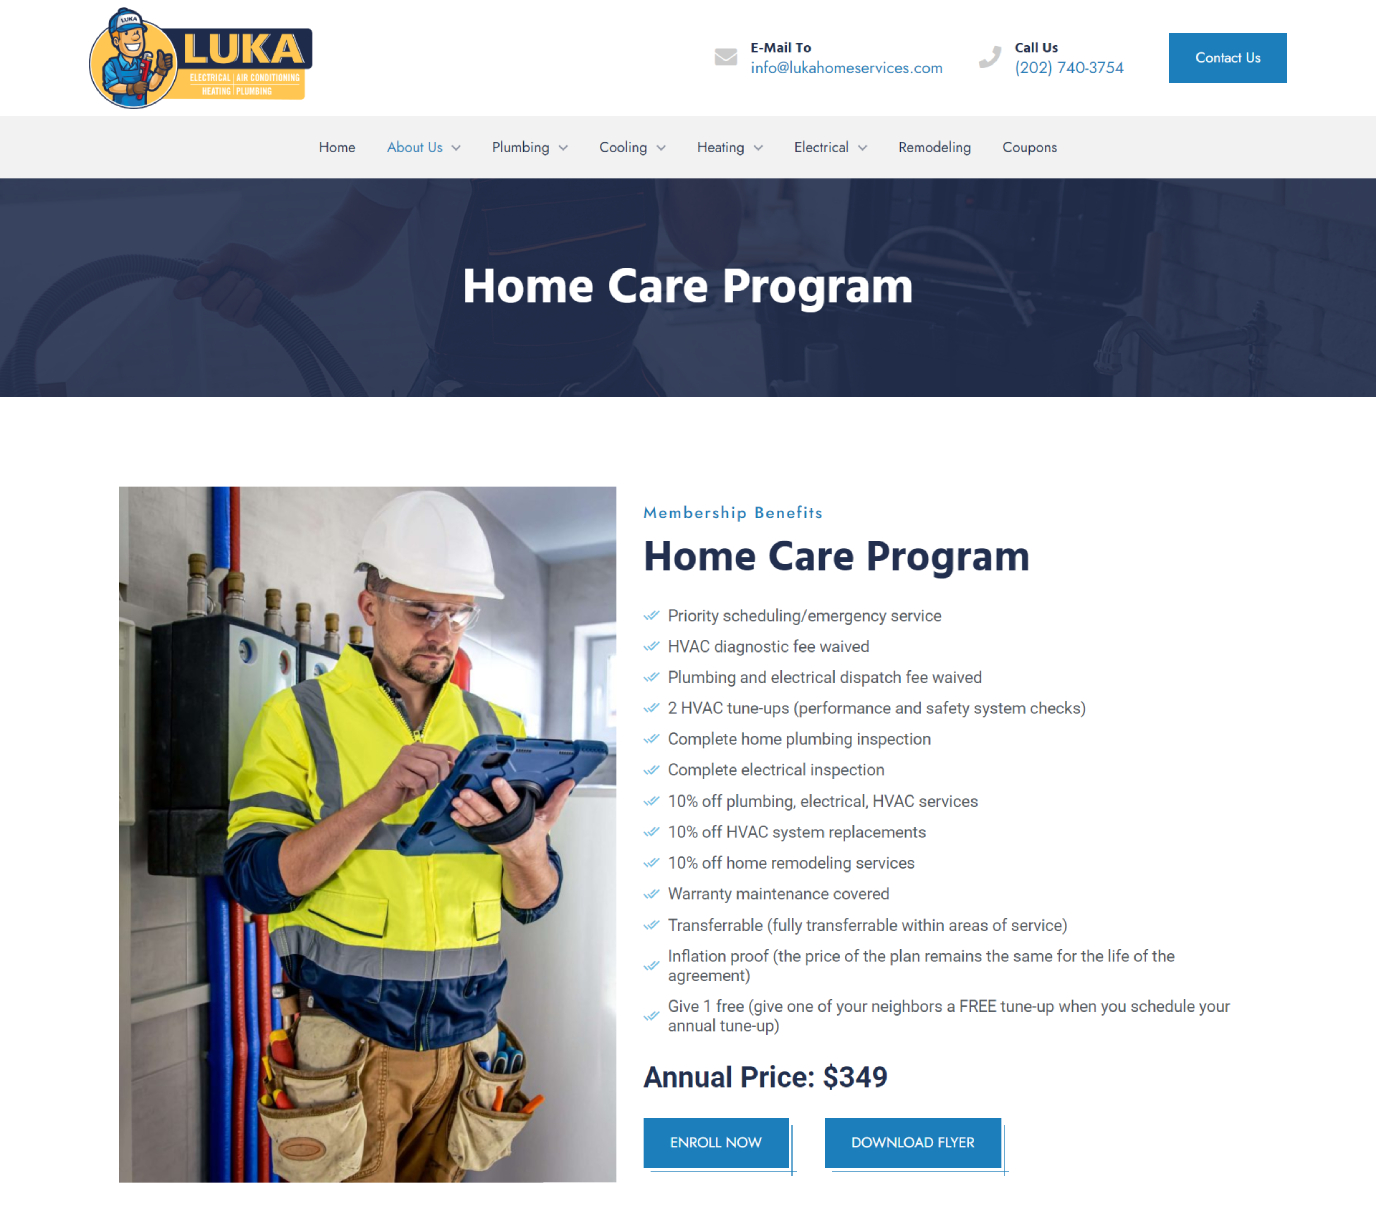 LUKA
LUKA
ELECTRICAL | AIR CONDITIONING
HEATING | PLUMBING
E-Mail To
info@lukahomeservices.com
Call Us
(202) 740-3754
Contact Us
Home
About Us
Plumbing
Cooling
Heating
Electrical
Remodeling
Coupons
Home Care Program
Membership Benefits
Home Care Program
Priority scheduling/emergency service
HVAC diagnostic fee waived
Plumbing and electrical dispatch fee waived
2 HVAC tune-ups (performance and safety system checks)
Complete home plumbing inspection
Complete electrical inspection
10% off plumbing, electrical, HVAC services
10% off HVAC system replacements
10% off home remodeling services
Warranty maintenance covered
Transferrable (fully transferrable within areas of service)
Inflation proof (the price of the plan remains the same for the life of the
agreement)
Give 1 free (give one of your neighbors a FREE tune-up when you schedule your
annual tune-up)
Annual Price: $349
ENROLL NOW
DOWNLOAD FLYER